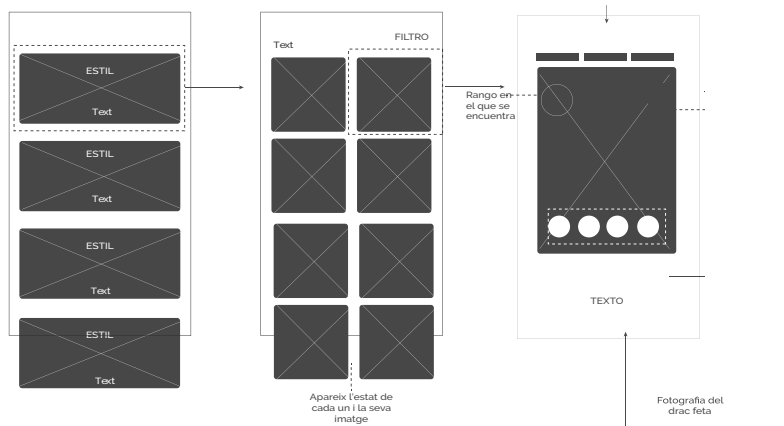 ESTIL
Text
ESTIL
Text
ESTIL
Text
ESTIL
Text
Text
FILTRO
Apareix l'estat de
cada un i la seva
imatge
Rango en
el que se
encuentra
TEXTO
Fotografia del
drac feta